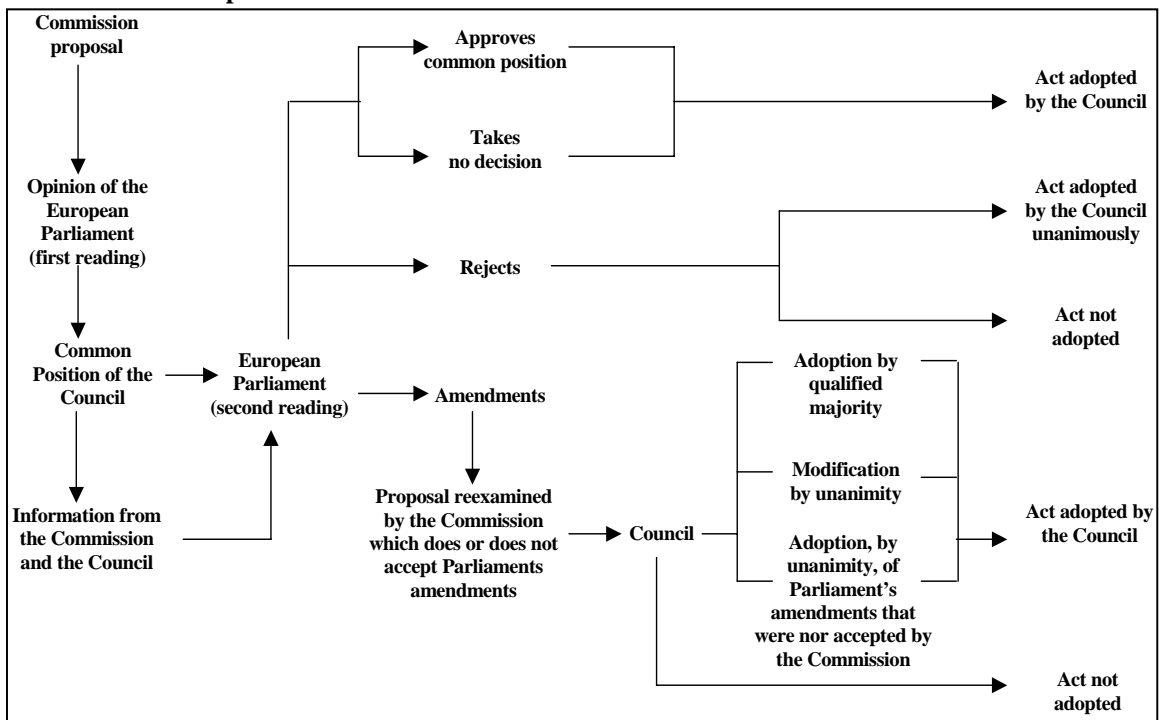 Commission
proposal
Opinion of the
European
Parliament
(first reading)
Common
Position of the
Council
Information from
the Commission
and the Council
European
Parliament
(second reading)
Approves
common position
Takes
no decision
Rejects
Amendments
Proposal reexamined
by the Commission
which does or does not
accept Parliaments
amendments
Council
Adoption by
qualified
majority
Modification
by unanimity
Adoption, by
unanimity, of
Parliament’s
amendments that
were nor accepted by
the Commission
Act adopted
by the Council
Act adopted
by the Council
unanimously
Act not
adopted
Act adopted by
the Council
Act not
adopted